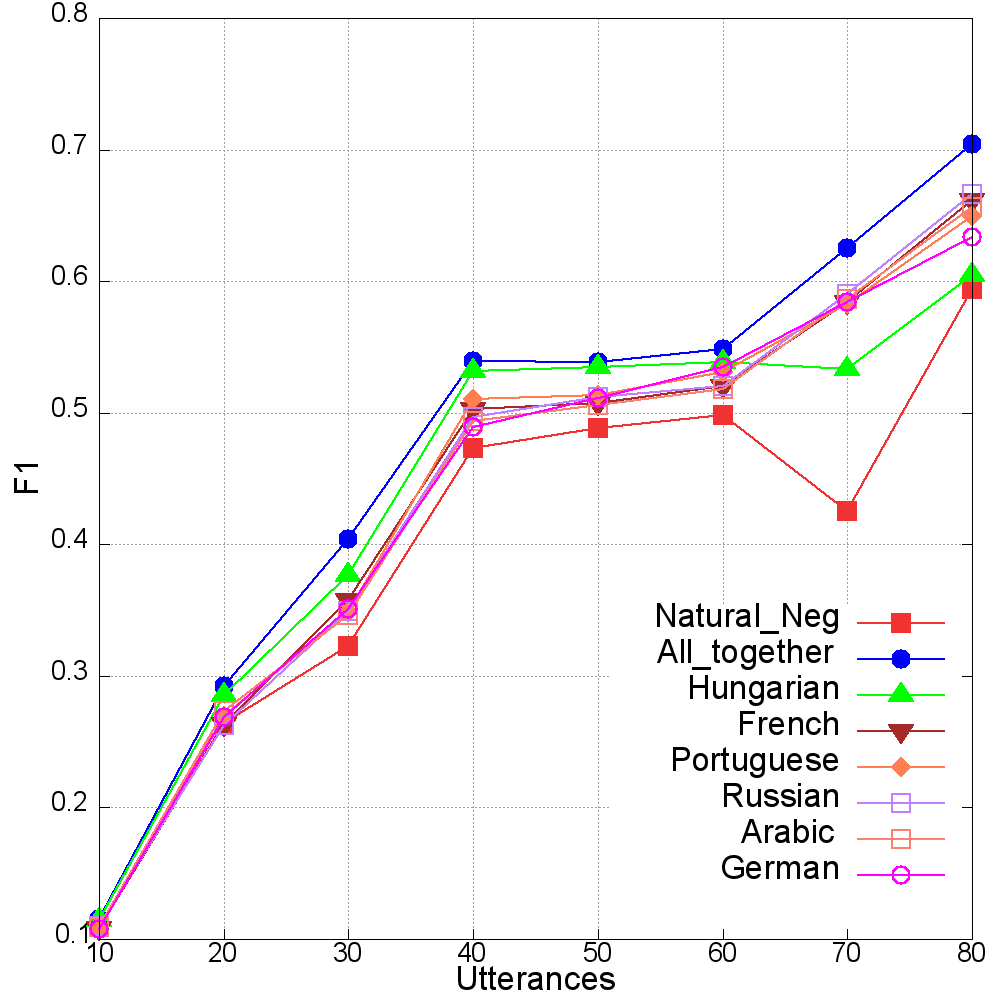 0.8
0.7
0.6
0.5
0.4
0.3
0.2
0.1
F1
Natural_Neg
All_together
Hungarian
French
Portuguese
Russian
Arabic
German
10 20 30 40 50 60 70 80
Utterances